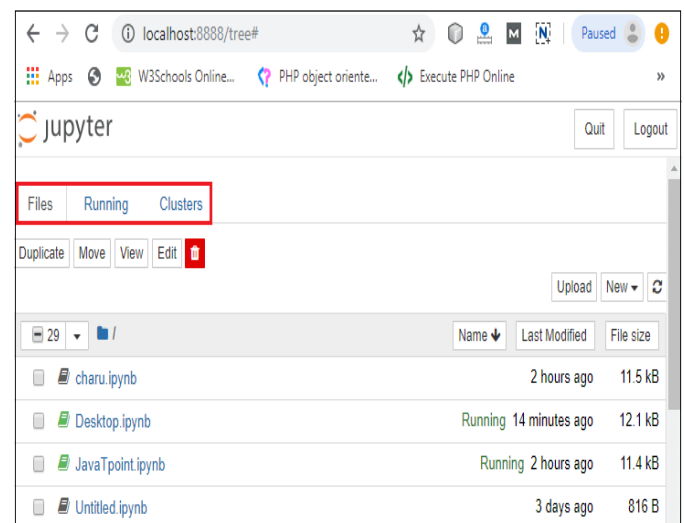 localhost:8888/tree# Paused
Apps W3Schools Online... PHP object oriente... Execute PHP Online »
jupyter Quit Logout
Files Running Clusters
Duplicate Move View Edit
Upload New
29 / Name Last Modified File size
charu.ipynb 2 hours ago 11.5 kB
Desktop.ipynb Running 14 minutes ago 12.1 kB
JavaTpoint.ipynb Running 2 hours ago 11.4 kB
Untitled.ipynb 3 days ago 816 B